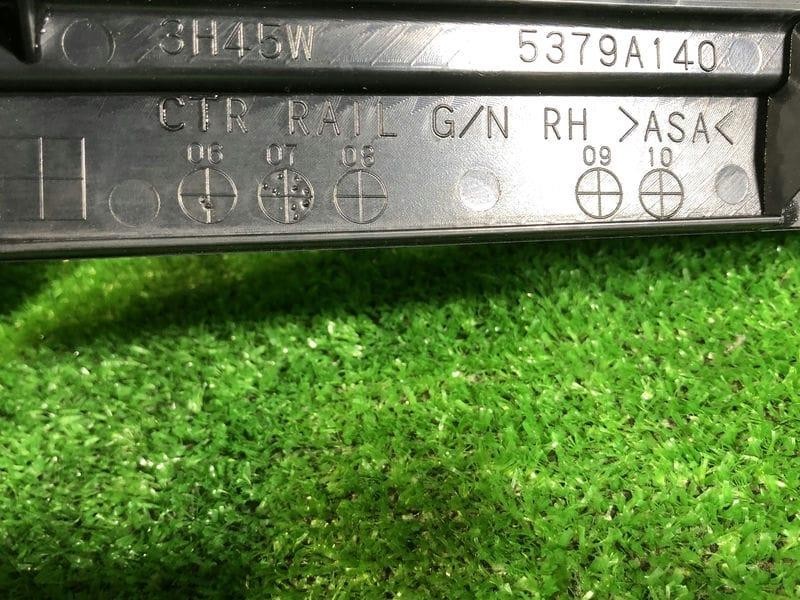 3H45W 5379A140
CTR RAIL G/N RH >ASA<
06 07 08 09 10